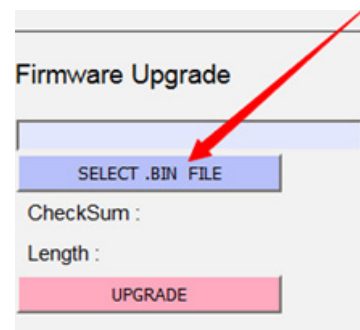 Firmware Upgrade
SELECT .BIN FILE
CheckSum :
Length :
UPGRADE